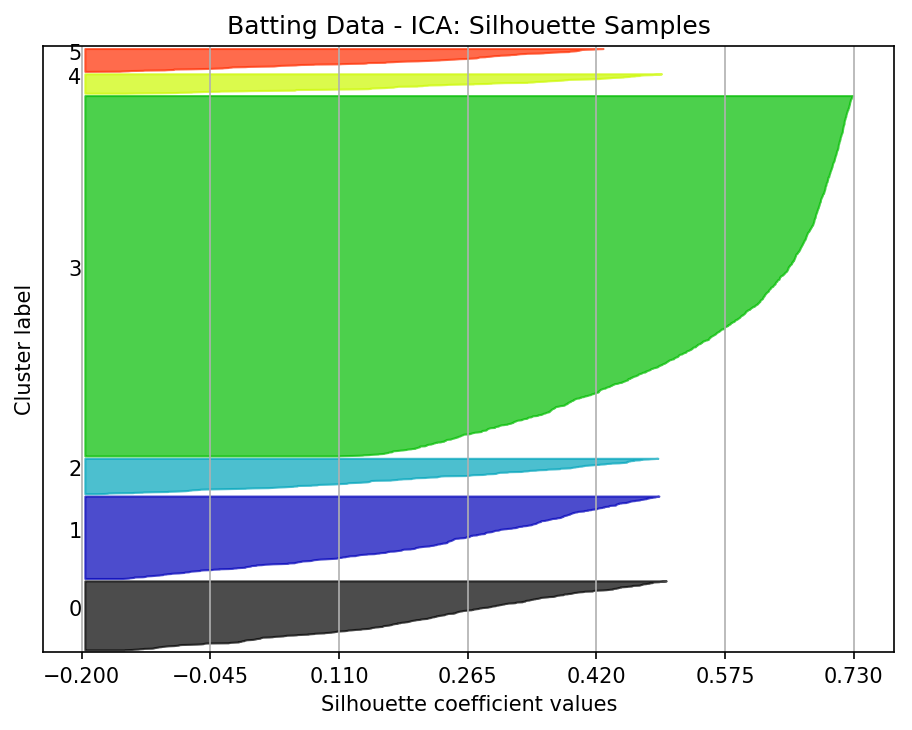 Batting Data - ICA: Silhouette Samples
5
4
3
2
1
0
Cluster label
−0.200 −0.045 0.110 0.265 0.420 0.575 0.730
Silhouette coefficient values